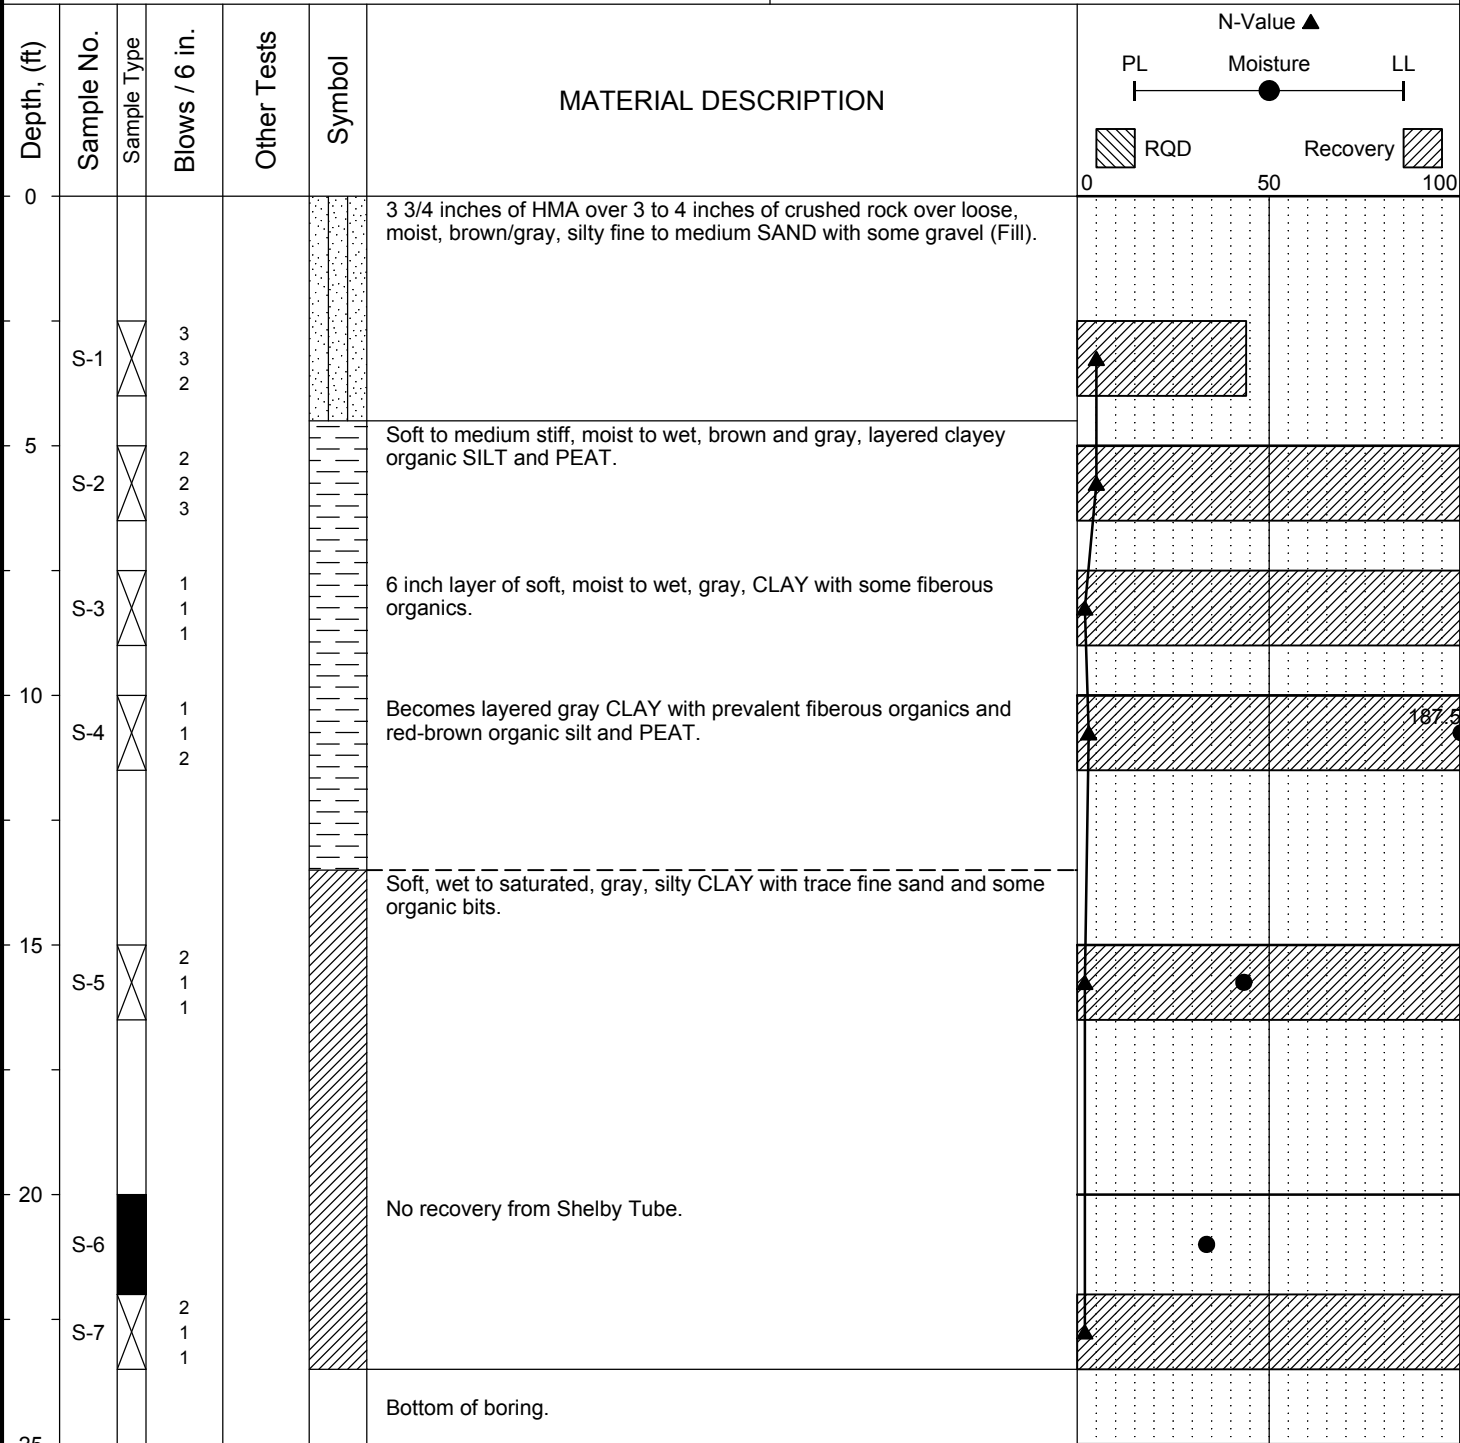 Depth, (ft)
Sample No.
Sample Type
Blows / 6 in.
Other Tests
Symbol
MATERIAL DESCRIPTION
N-Value
PL Moisture LL
RQD Recovery
0 50 100
0
3 3/4 inches of HMA over 3 to 4 inches of crushed rock over loose,
moist, brown/gray, silty fine to medium SAND with some gravel (Fill).
3
S-1 3
2
5
Soft to medium stiff, moist to wet, brown and gray, layered clayey
organic SILT and PEAT.
2
S-2 2
3
6 inch layer of soft, moist to wet, gray, CLAY with some fiberous
organics.
1
S-3 1
1
10
Becomes layered gray CLAY with prevalent fiberous organics and
red-brown organic silt and PEAT.
1
S-4 1
2
187.5
Soft, wet to saturated, gray, silty CLAY with trace fine sand and some
organic bits.
15
2
S-5 1
1
20
No recovery from Shelby Tube.
S-6
2
S-7 1
1
Bottom of boring.
25